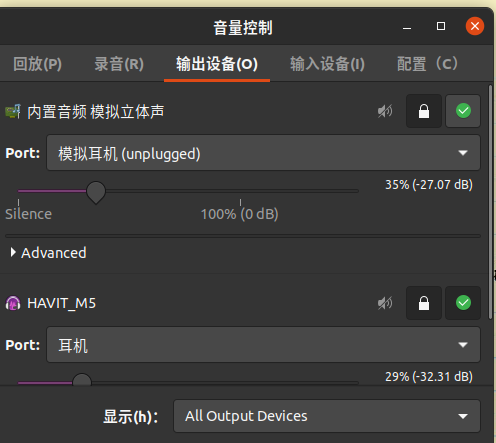 音量控制
回放(P) 录音(R) 输出设备(O) 输入设备(I) 配置（C）
内置音频 模拟立体声
Port: 模拟耳机 (unplugged)
35% (-27.07 dB)
Silence 100% (0 dB)
Advanced
HAVIT_M5
Port: 耳机
29% (-32.31 dB)
显示(h): All Output Devices